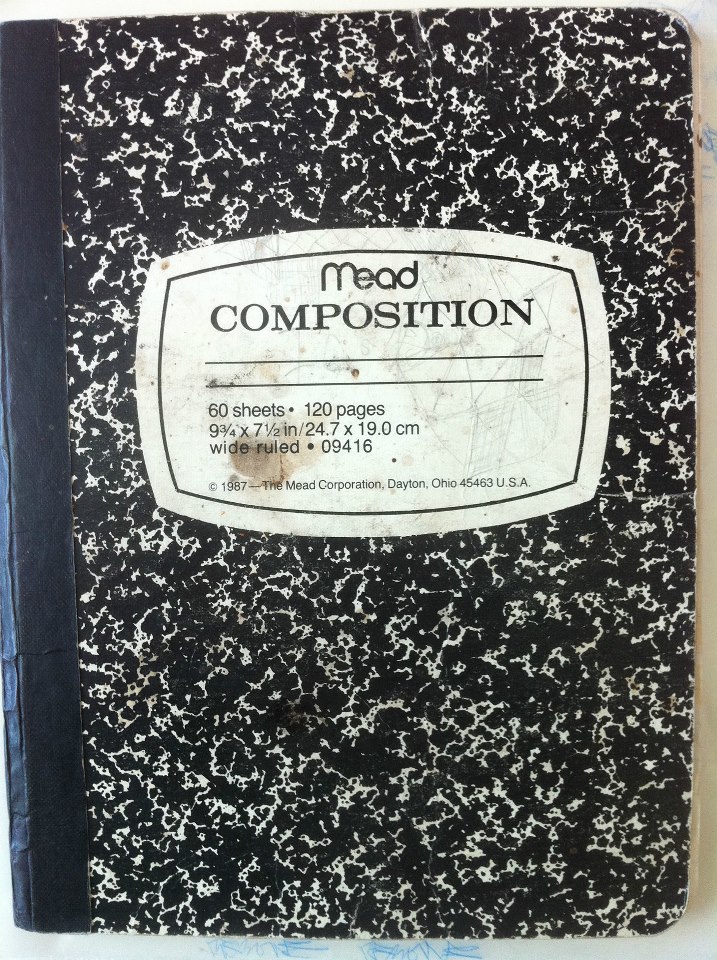 Mead
COMPOSITION
60 sheets • 120 pages
9¾ x 7½ in/24.7 x 19.0 cm
wide ruled • 09416
© 1987—The Mead Corporation, Dayton, Ohio 45463 U.S.A.